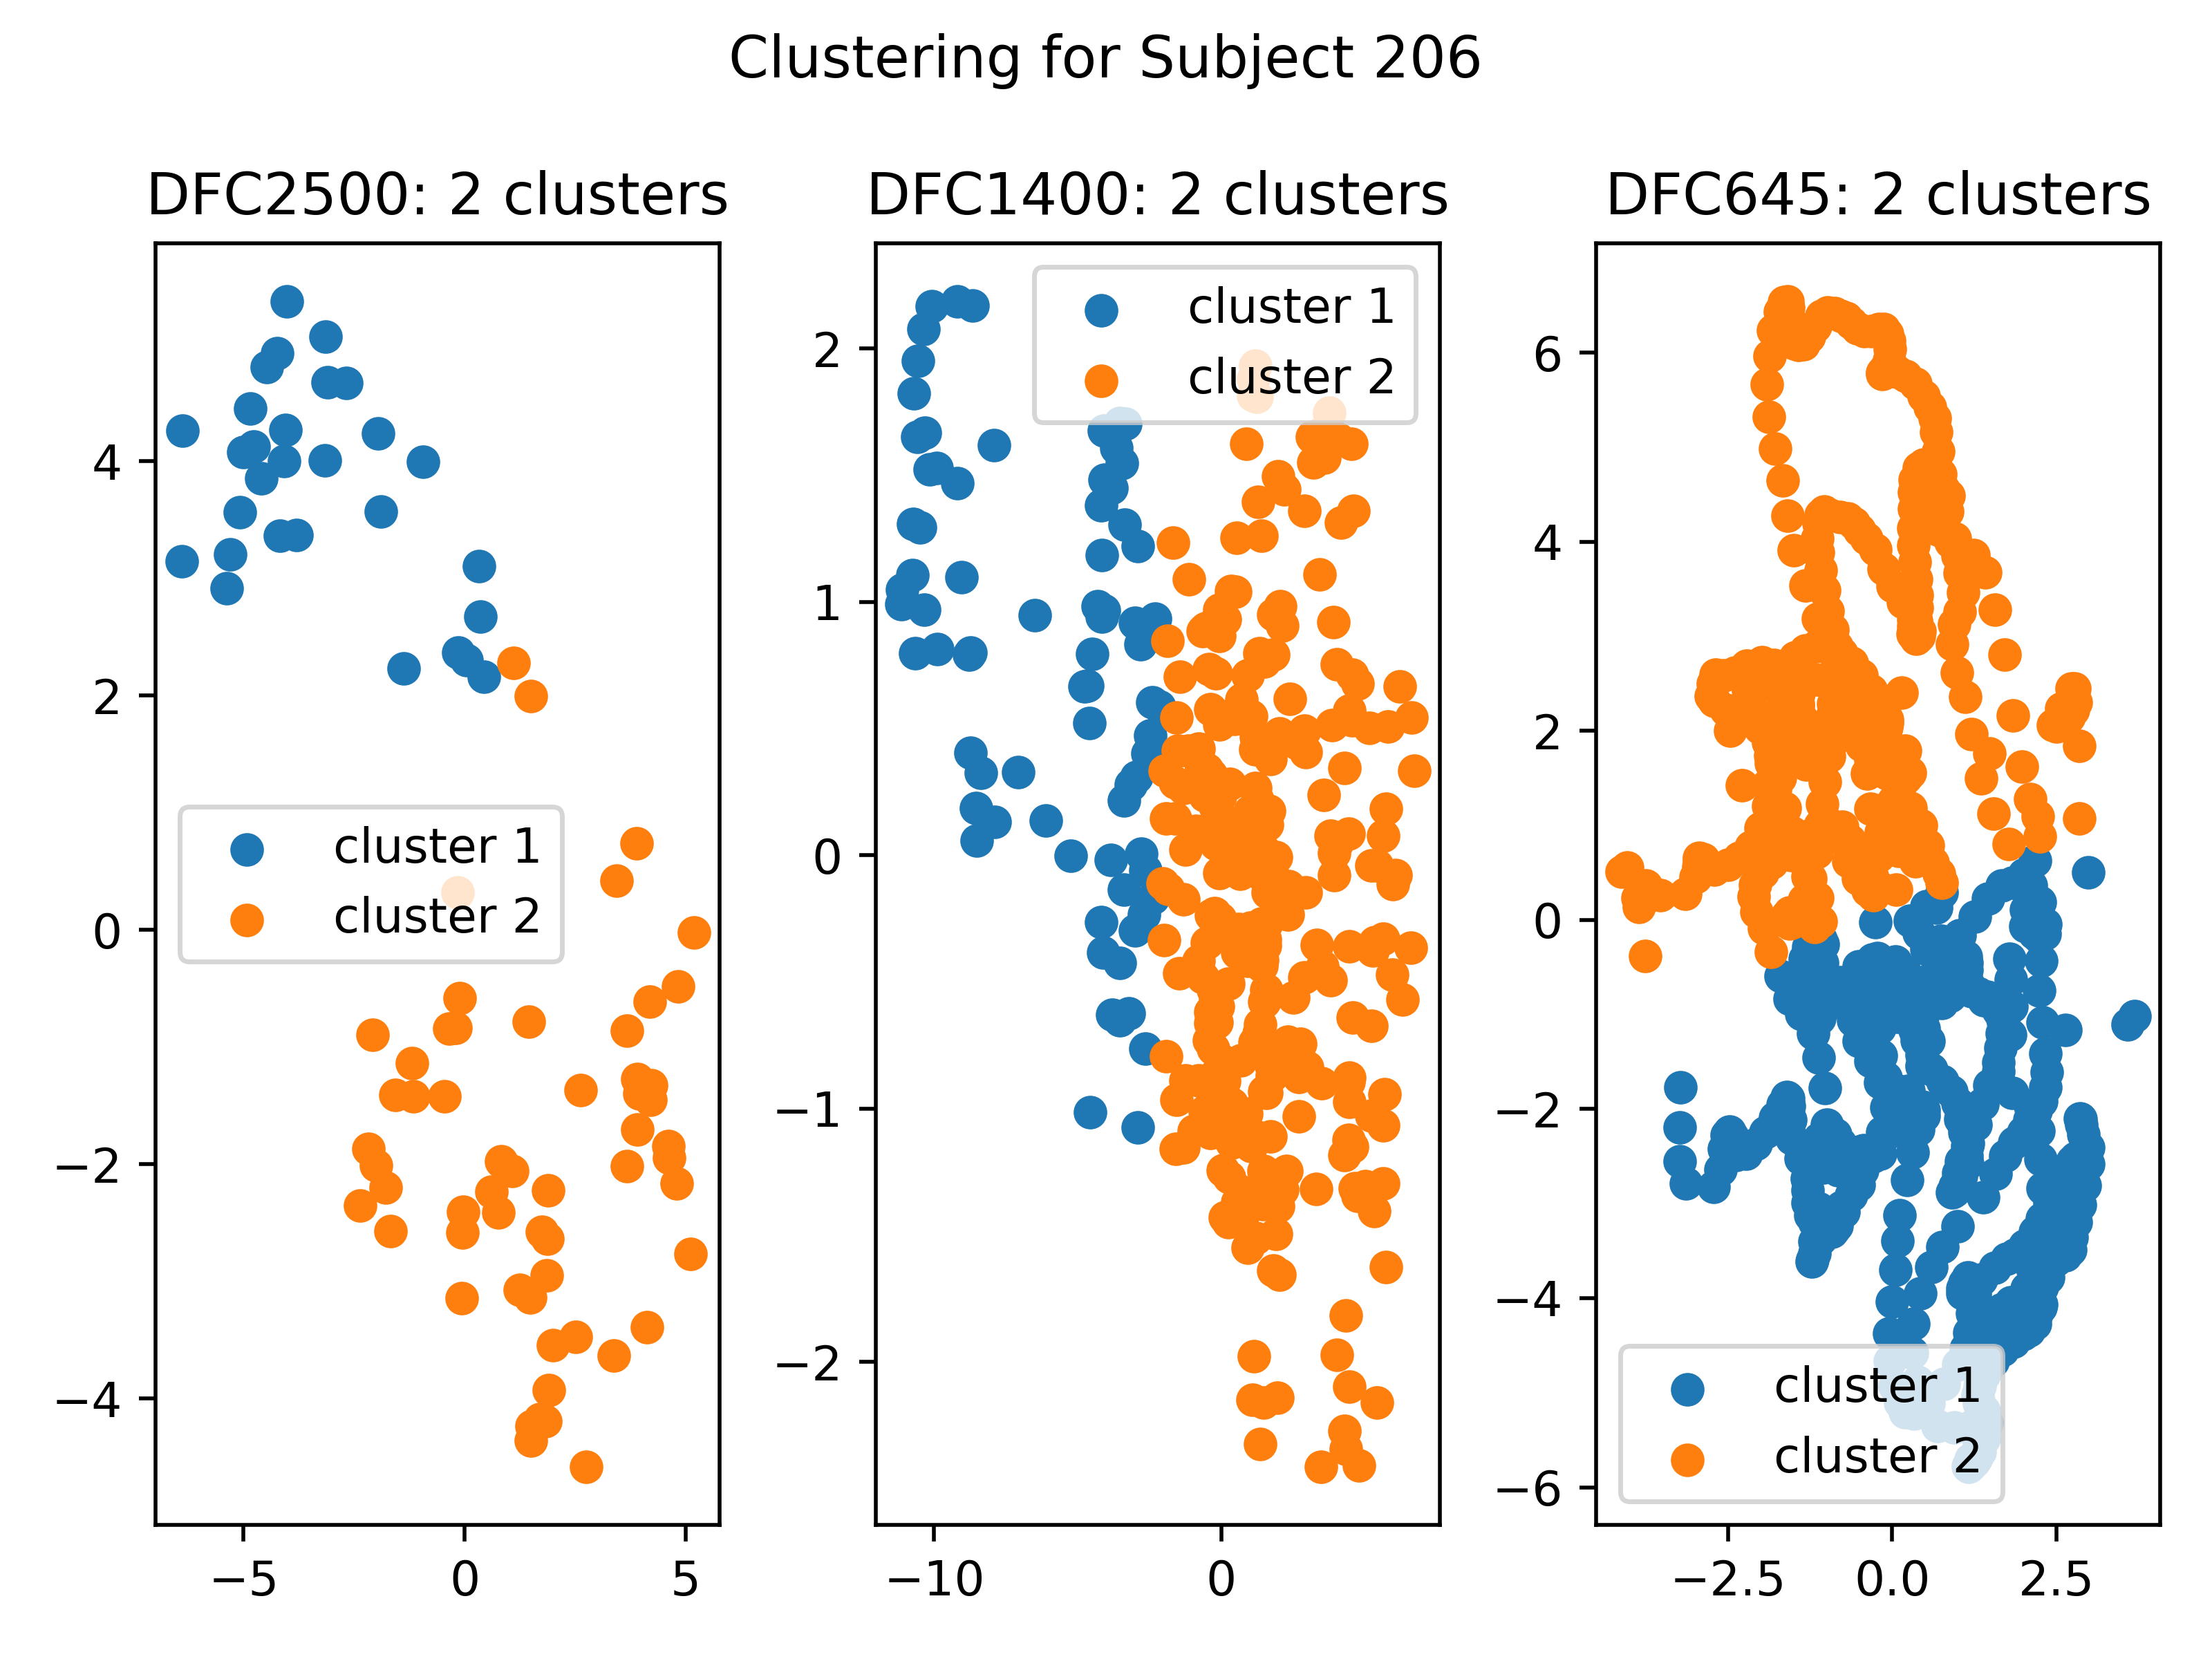 Clustering for Subject 206
DFC2500: 2 clusters
DFC1400: 2 clusters
DFC645: 2 clusters
4
2
0
−2
−4
−5
0
5
cluster 1
cluster 2
2
1
0
−1
−2
−10
0
cluster 1
cluster 2
6
4
2
0
−2
−4
−6
−2.5
0.0
2.5
cluster 1
cluster 2